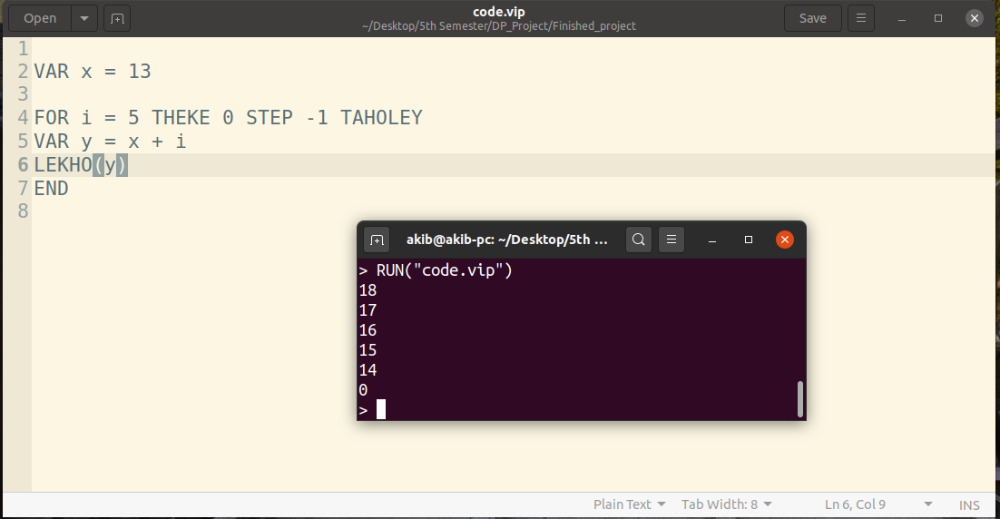 Open
code.vip
~/Desktop/5th Semester/DP_Project/Finished_project
Save
1
2 VAR x = 13
3
4 FOR i = 5 THEKE 0 STEP -1 TAHOLEY
5 VAR y = x + i
6 LEKHO(y)
7 END
8
akib@akib-pc: ~/Desktop/5th ...
> RUN("code.vip")
18
17
16
15
14
0
>
Plain Text
Tab Width: 8
Ln 6, Col 9
INS